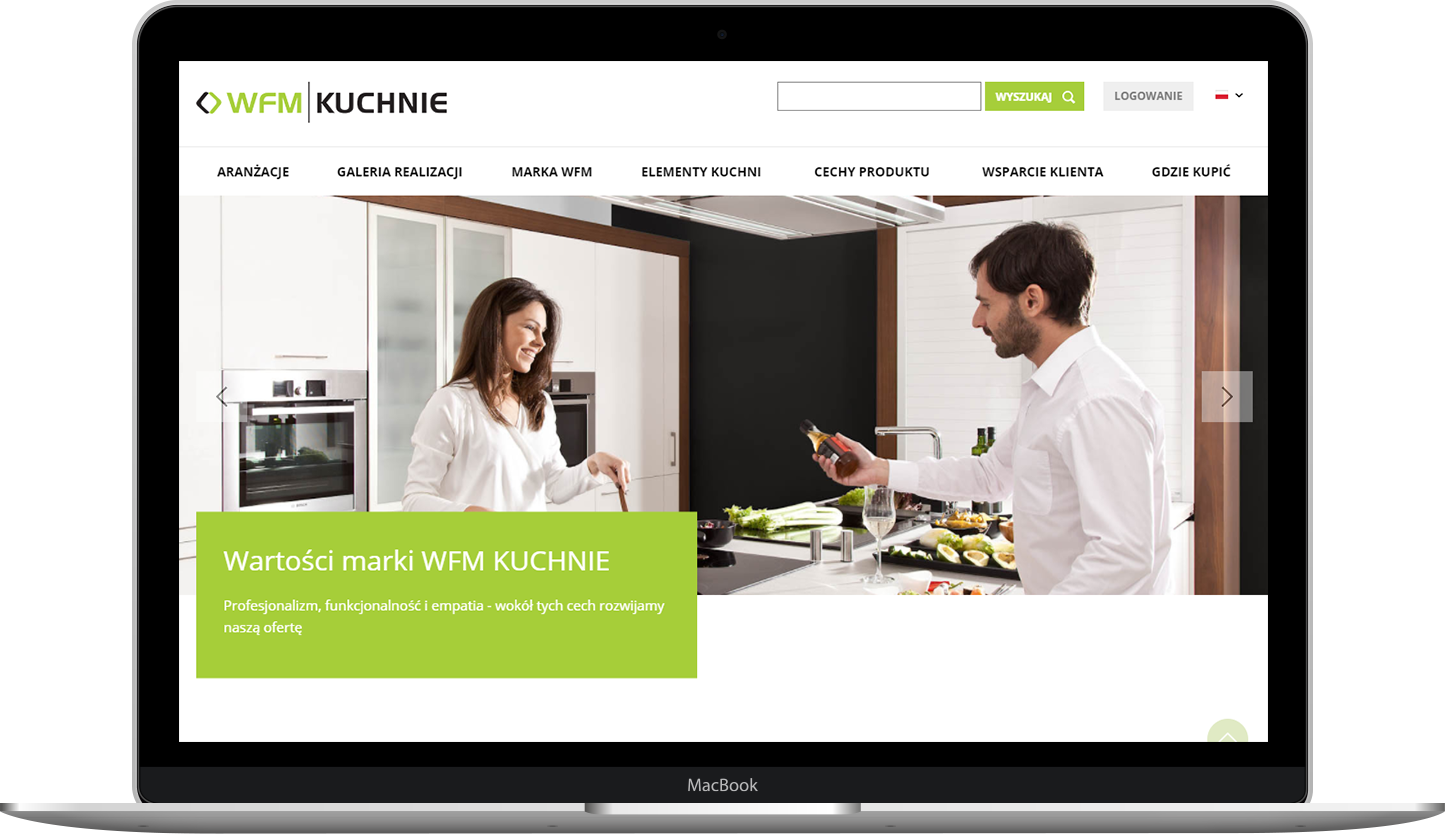 WFM KUCHNIE
WYSZUKAJ
LOGOWANIE
ARANŻACJE GALERIA REALIZACJI MARKA WFM ELEMENTY KUCHNI CECHY PRODUKTU WSPARCIE KLIENTA GDZIE KUPIĆ
Wartości marki WFM KUCHNIE
Profesjonalizm, funkcjonalność i empatia - wokół tych cech rozwijamy
naszą ofertę
MacBook